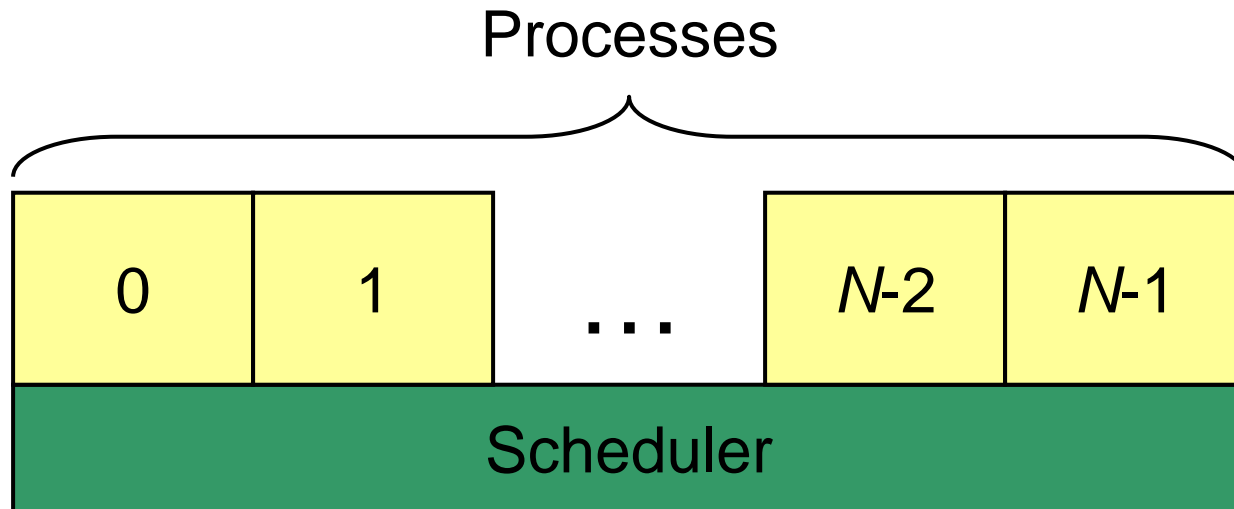 Processes
0 1 ... N-2 N-1
Scheduler